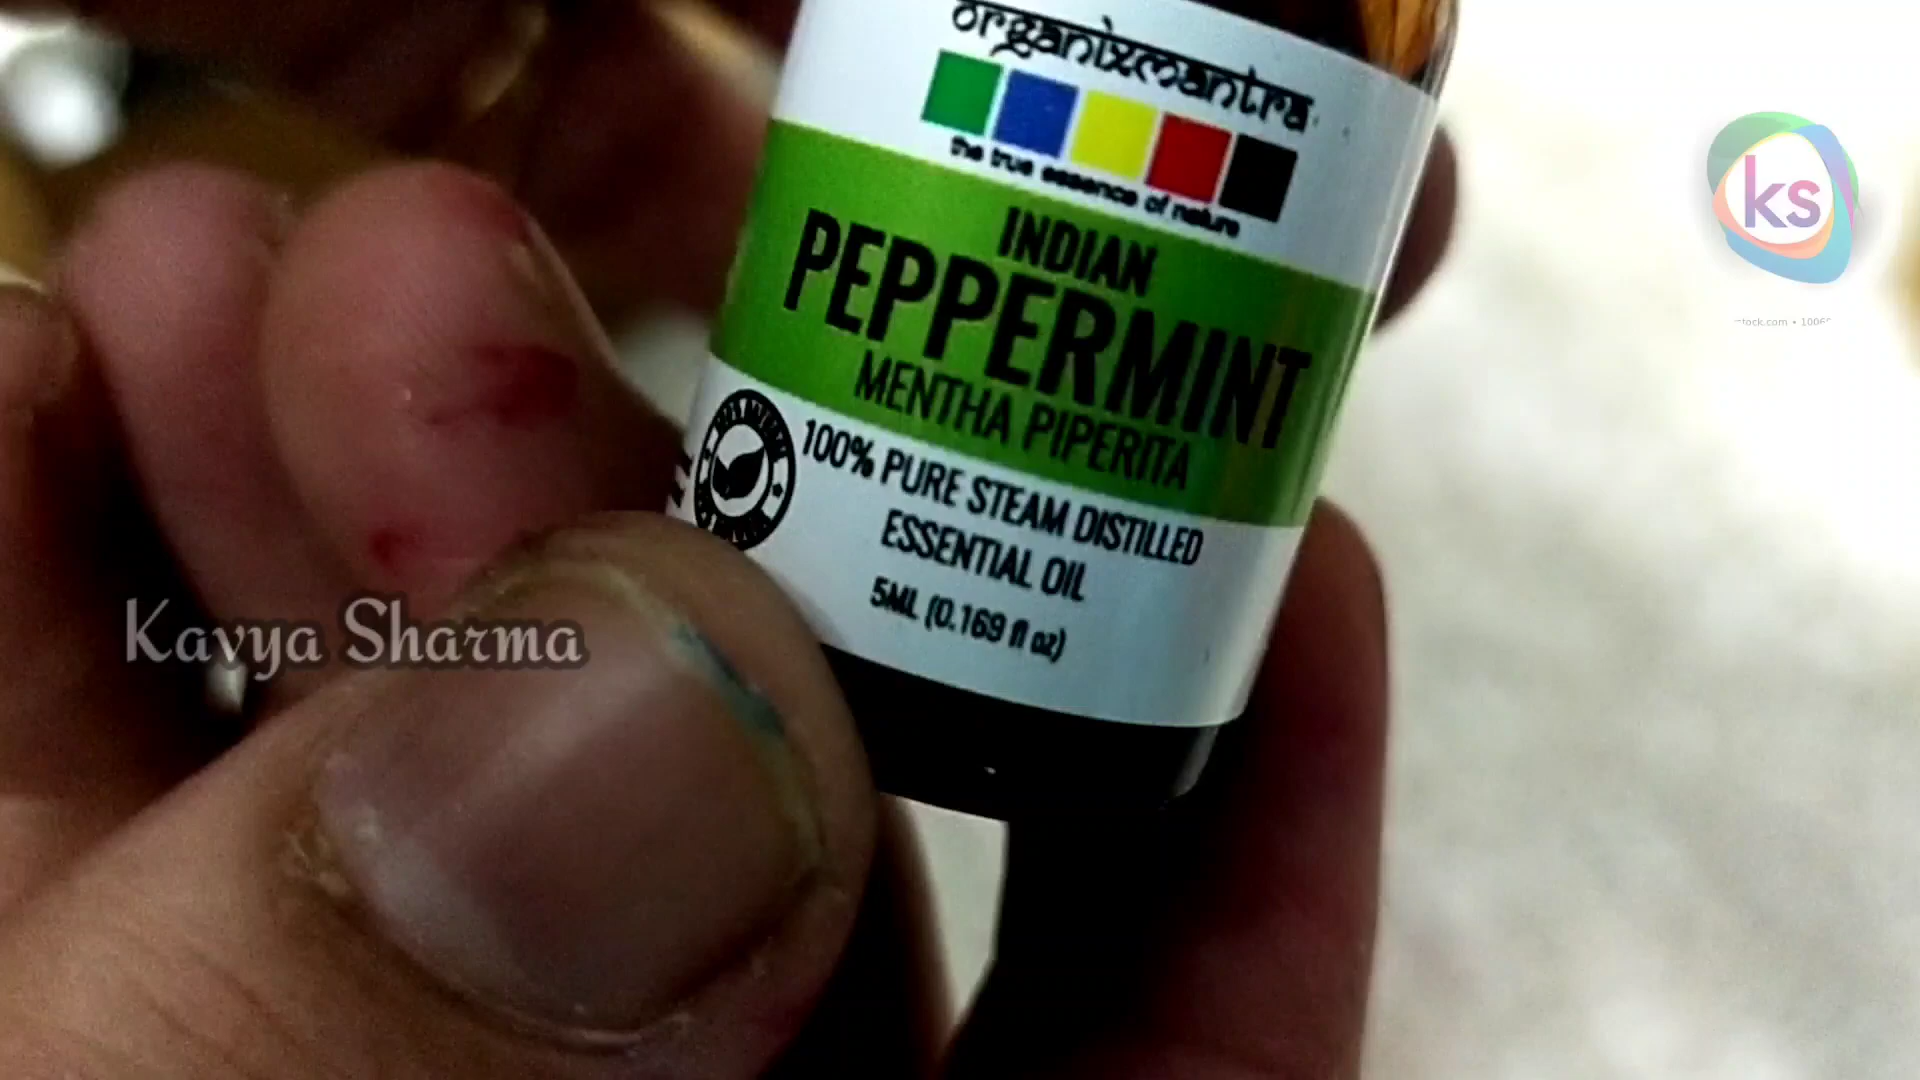 organixmantra
the true essence of nature
INDIAN
PEPPERMINT
MENTHA PIPERITA
100% PURE STEAM DISTILLED
ESSENTIAL OIL
5ML (0.169 fl oz)
ks
Kavya Sharma